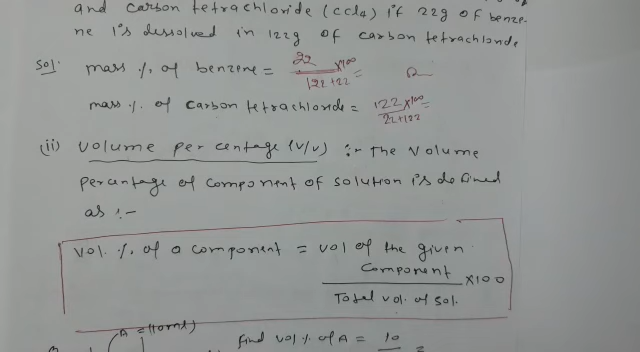 and carbon tetrachloride (ccl4) if 22g of benze-
ne is dissolved in 122g of carbon tetrachloride
Sol. mass %. of benzene = 22/122+22 x100 =
mass %. of carbon tetrachloride = 122/22+122 x100 =
(ii) volume percentage (v/v) :- The volume
percentage of component of solution is defined
as :-
vol. %. of a component = vol of the given
component
x100
Total vol. of sol.
A = (10ml)
find vol %. of A = 10 =